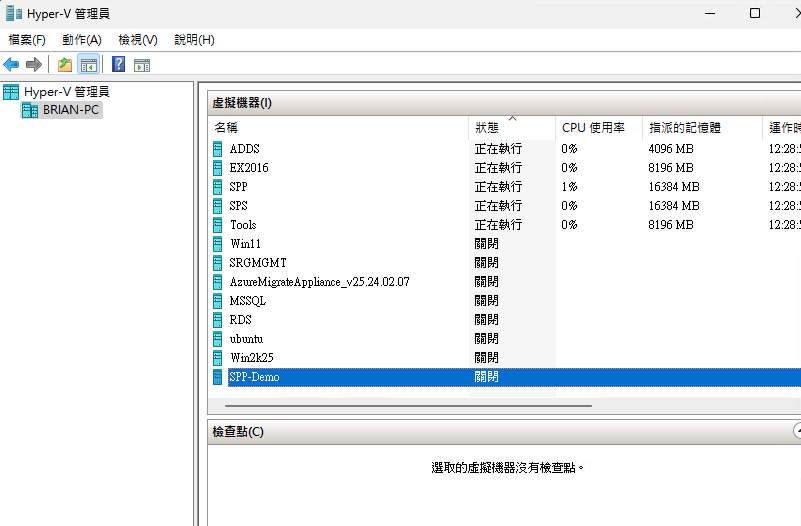 Hyper-V 管理員
檔案(F) 動作(A) 檢視(V) 說明(H)
Hyper-V 管理員
BRIAN-PC
虛擬機器(I)
名稱 狀態 CPU 使用率 指派的記憶體 運作時
ADDS 正在執行 0% 4096 MB 12:28:5
EX2016 正在執行 0% 8196 MB 12:28:5
SPP 正在執行 1% 16384 MB 12:28:5
SPS 正在執行 0% 16384 MB 12:28:5
Tools 正在執行 0% 8196 MB 12:28:5
Win11 關閉
SRGMGMT 關閉
AzureMigrateAppliance_v25.24.02.07 關閉
MSSQL 關閉
RDS 關閉
ubuntu 關閉
Win2k25 關閉
SPP-Demo 關閉
檢查點(C)
選取的虛擬機器沒有檢查點。